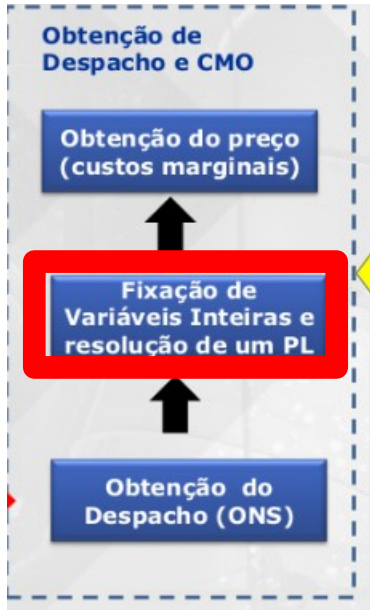 Obtenção de
Despacho e CMO
Obtenção do preço
(custos marginais)
Fixação de
Variáveis Inteiras e
resolução de um PL
Obtenção do
Despacho (ONS)